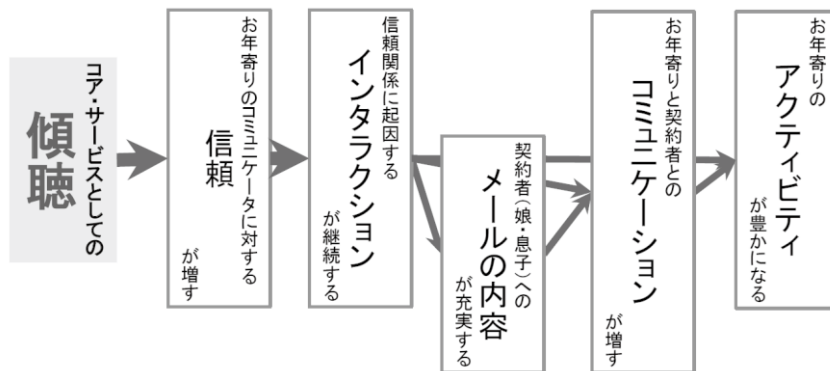 コア・サービスとしての
傾聴
お年寄りのコミュニケータに対する
信頼
が増す
信頼関係に起因する
インタラクション
が継続する
契約者(娘・息子)への
メールの内容
が充実する
お年寄りと契約者との
コミュニケーション
が増す
お年寄りの
アクティビティ
が豊かになる